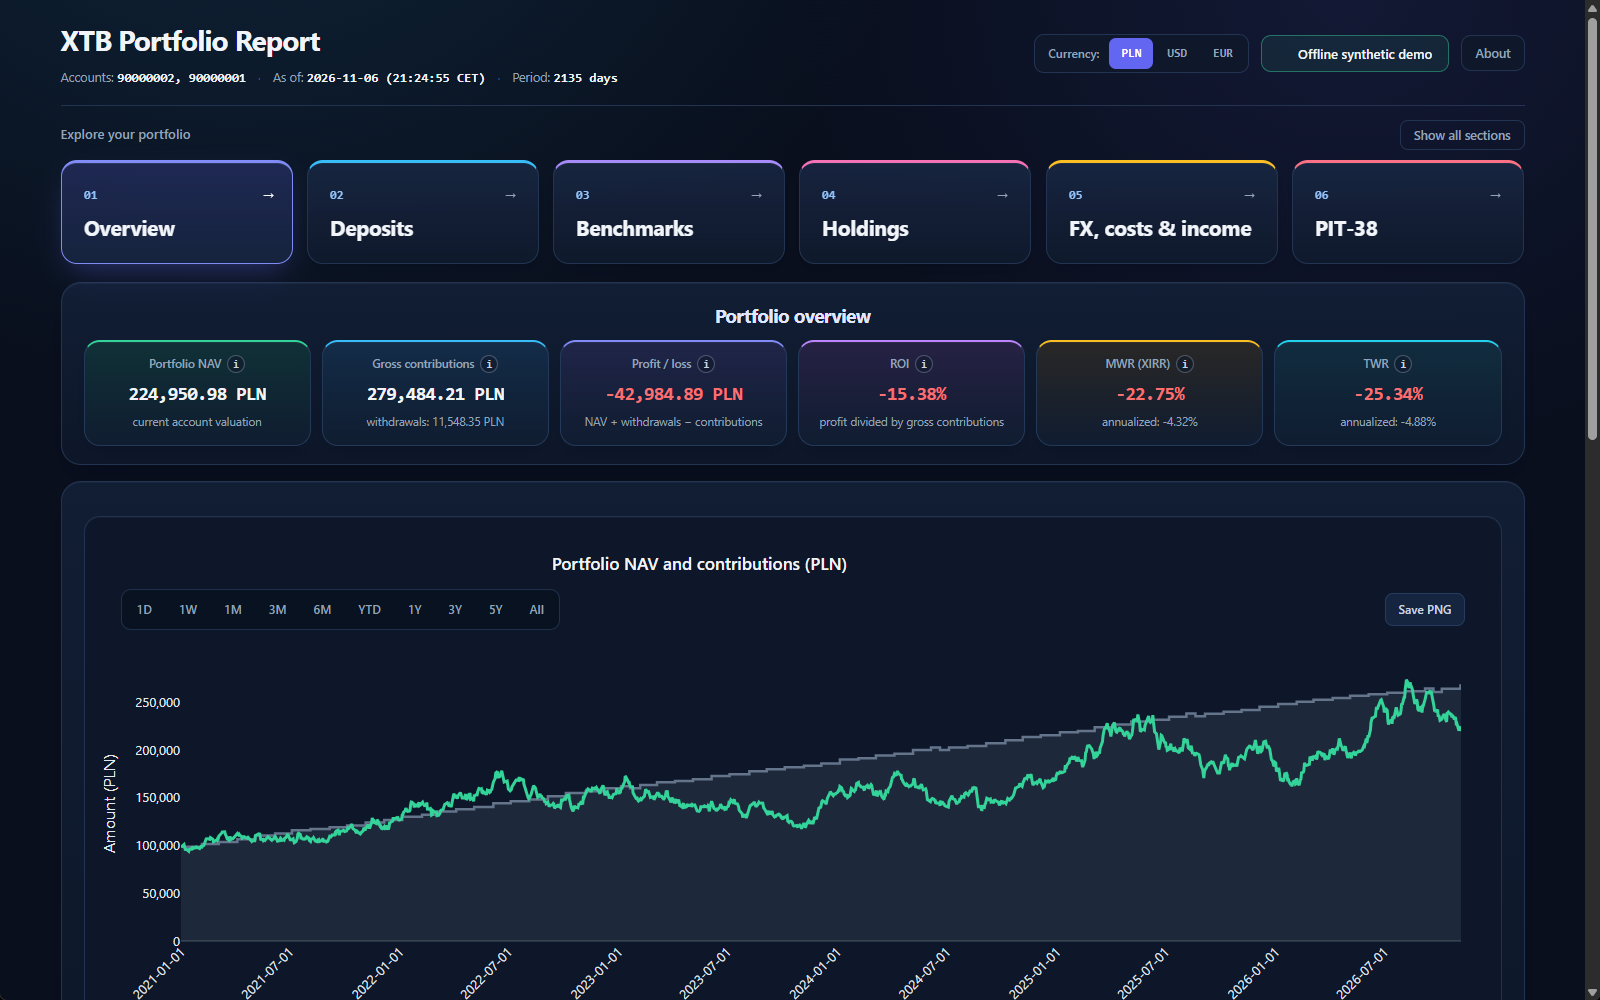 XTB Portfolio Report
Accounts: 90000002, 90000001 · As of: 2026-11-06 (21:24:55 CET) · Period: 2135 days
Currency: PLN USD EUR
Offline synthetic demo
About
Explore your portfolio
Show all sections
01 →
Overview
02 →
Deposits
03 →
Benchmarks
04 →
Holdings
05 →
FX, costs & income
06 →
PIT-38
Portfolio overview
Portfolio NAV i
224,950.98 PLN
current account valuation
Gross contributions i
279,484.21 PLN
withdrawals: 11,548.35 PLN
Profit / loss i
-42,984.89 PLN
NAV + withdrawals − contributions
ROI i
-15.38%
profit divided by gross contributions
MWR (XIRR) i
-22.75%
annualized: -4.32%
TWR i
-25.34%
annualized: -4.88%
Portfolio NAV and contributions (PLN)
1D 1W 1M 3M 6M YTD 1Y 3Y 5Y All
Save PNG
Amount (PLN)
250,000
200,000
150,000
100,000
50,000
0
2021-01-01
2021-07-01
2022-01-01
2022-07-01
2023-01-01
2023-07-01
2024-01-01
2024-07-01
2025-01-01
2025-07-01
2026-01-01
2026-07-01